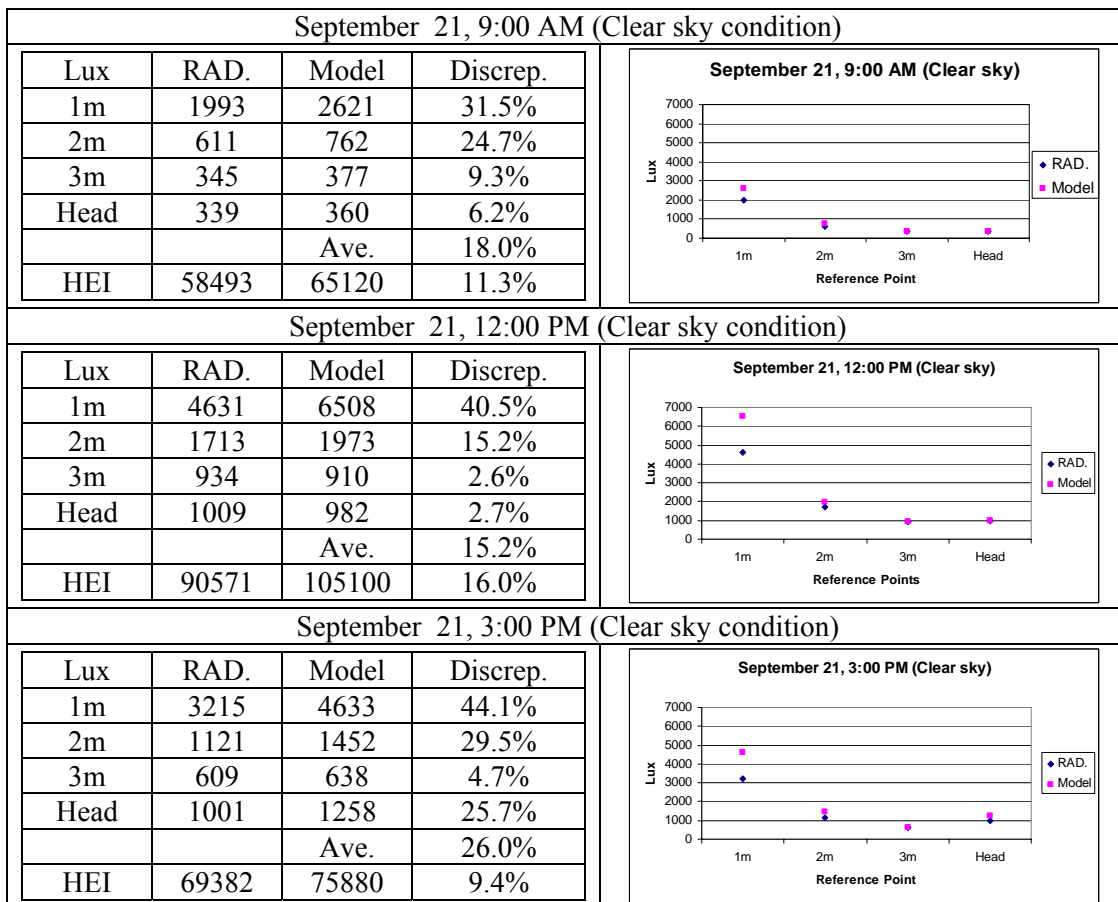 September 21, 9:00 AM (Clear sky condition)
Lux RAD. Model Discrep.
1m 1993 2621 31.5%
2m 611 762 24.7%
3m 345 377 9.3%
Head 339 360 6.2%
Ave. 18.0%
HEI 58493 65120 11.3%
September 21, 9:00 AM (Clear sky)
7000
6000
5000
4000
3000
2000
1000
0
Lux
1m 2m 3m Head
Reference Point
RAD.
Model
September 21, 12:00 PM (Clear sky condition)
Lux RAD. Model Discrep.
1m 4631 6508 40.5%
2m 1713 1973 15.2%
3m 934 910 2.6%
Head 1009 982 2.7%
Ave. 15.2%
HEI 90571 105100 16.0%
September 21, 12:00 PM (Clear sky)
7000
6000
5000
4000
3000
2000
1000
0
Lux
1m 2m 3m Head
Reference Points
RAD.
Model
September 21, 3:00 PM (Clear sky condition)
Lux RAD. Model Discrep.
1m 3215 4633 44.1%
2m 1121 1452 29.5%
3m 609 638 4.7%
Head 1001 1258 25.7%
Ave. 26.0%
HEI 69382 75880 9.4%
September 21, 3:00 PM (Clear sky)
7000
6000
5000
4000
3000
2000
1000
0
Lux
1m 2m 3m Head
Reference Point
RAD.
Model